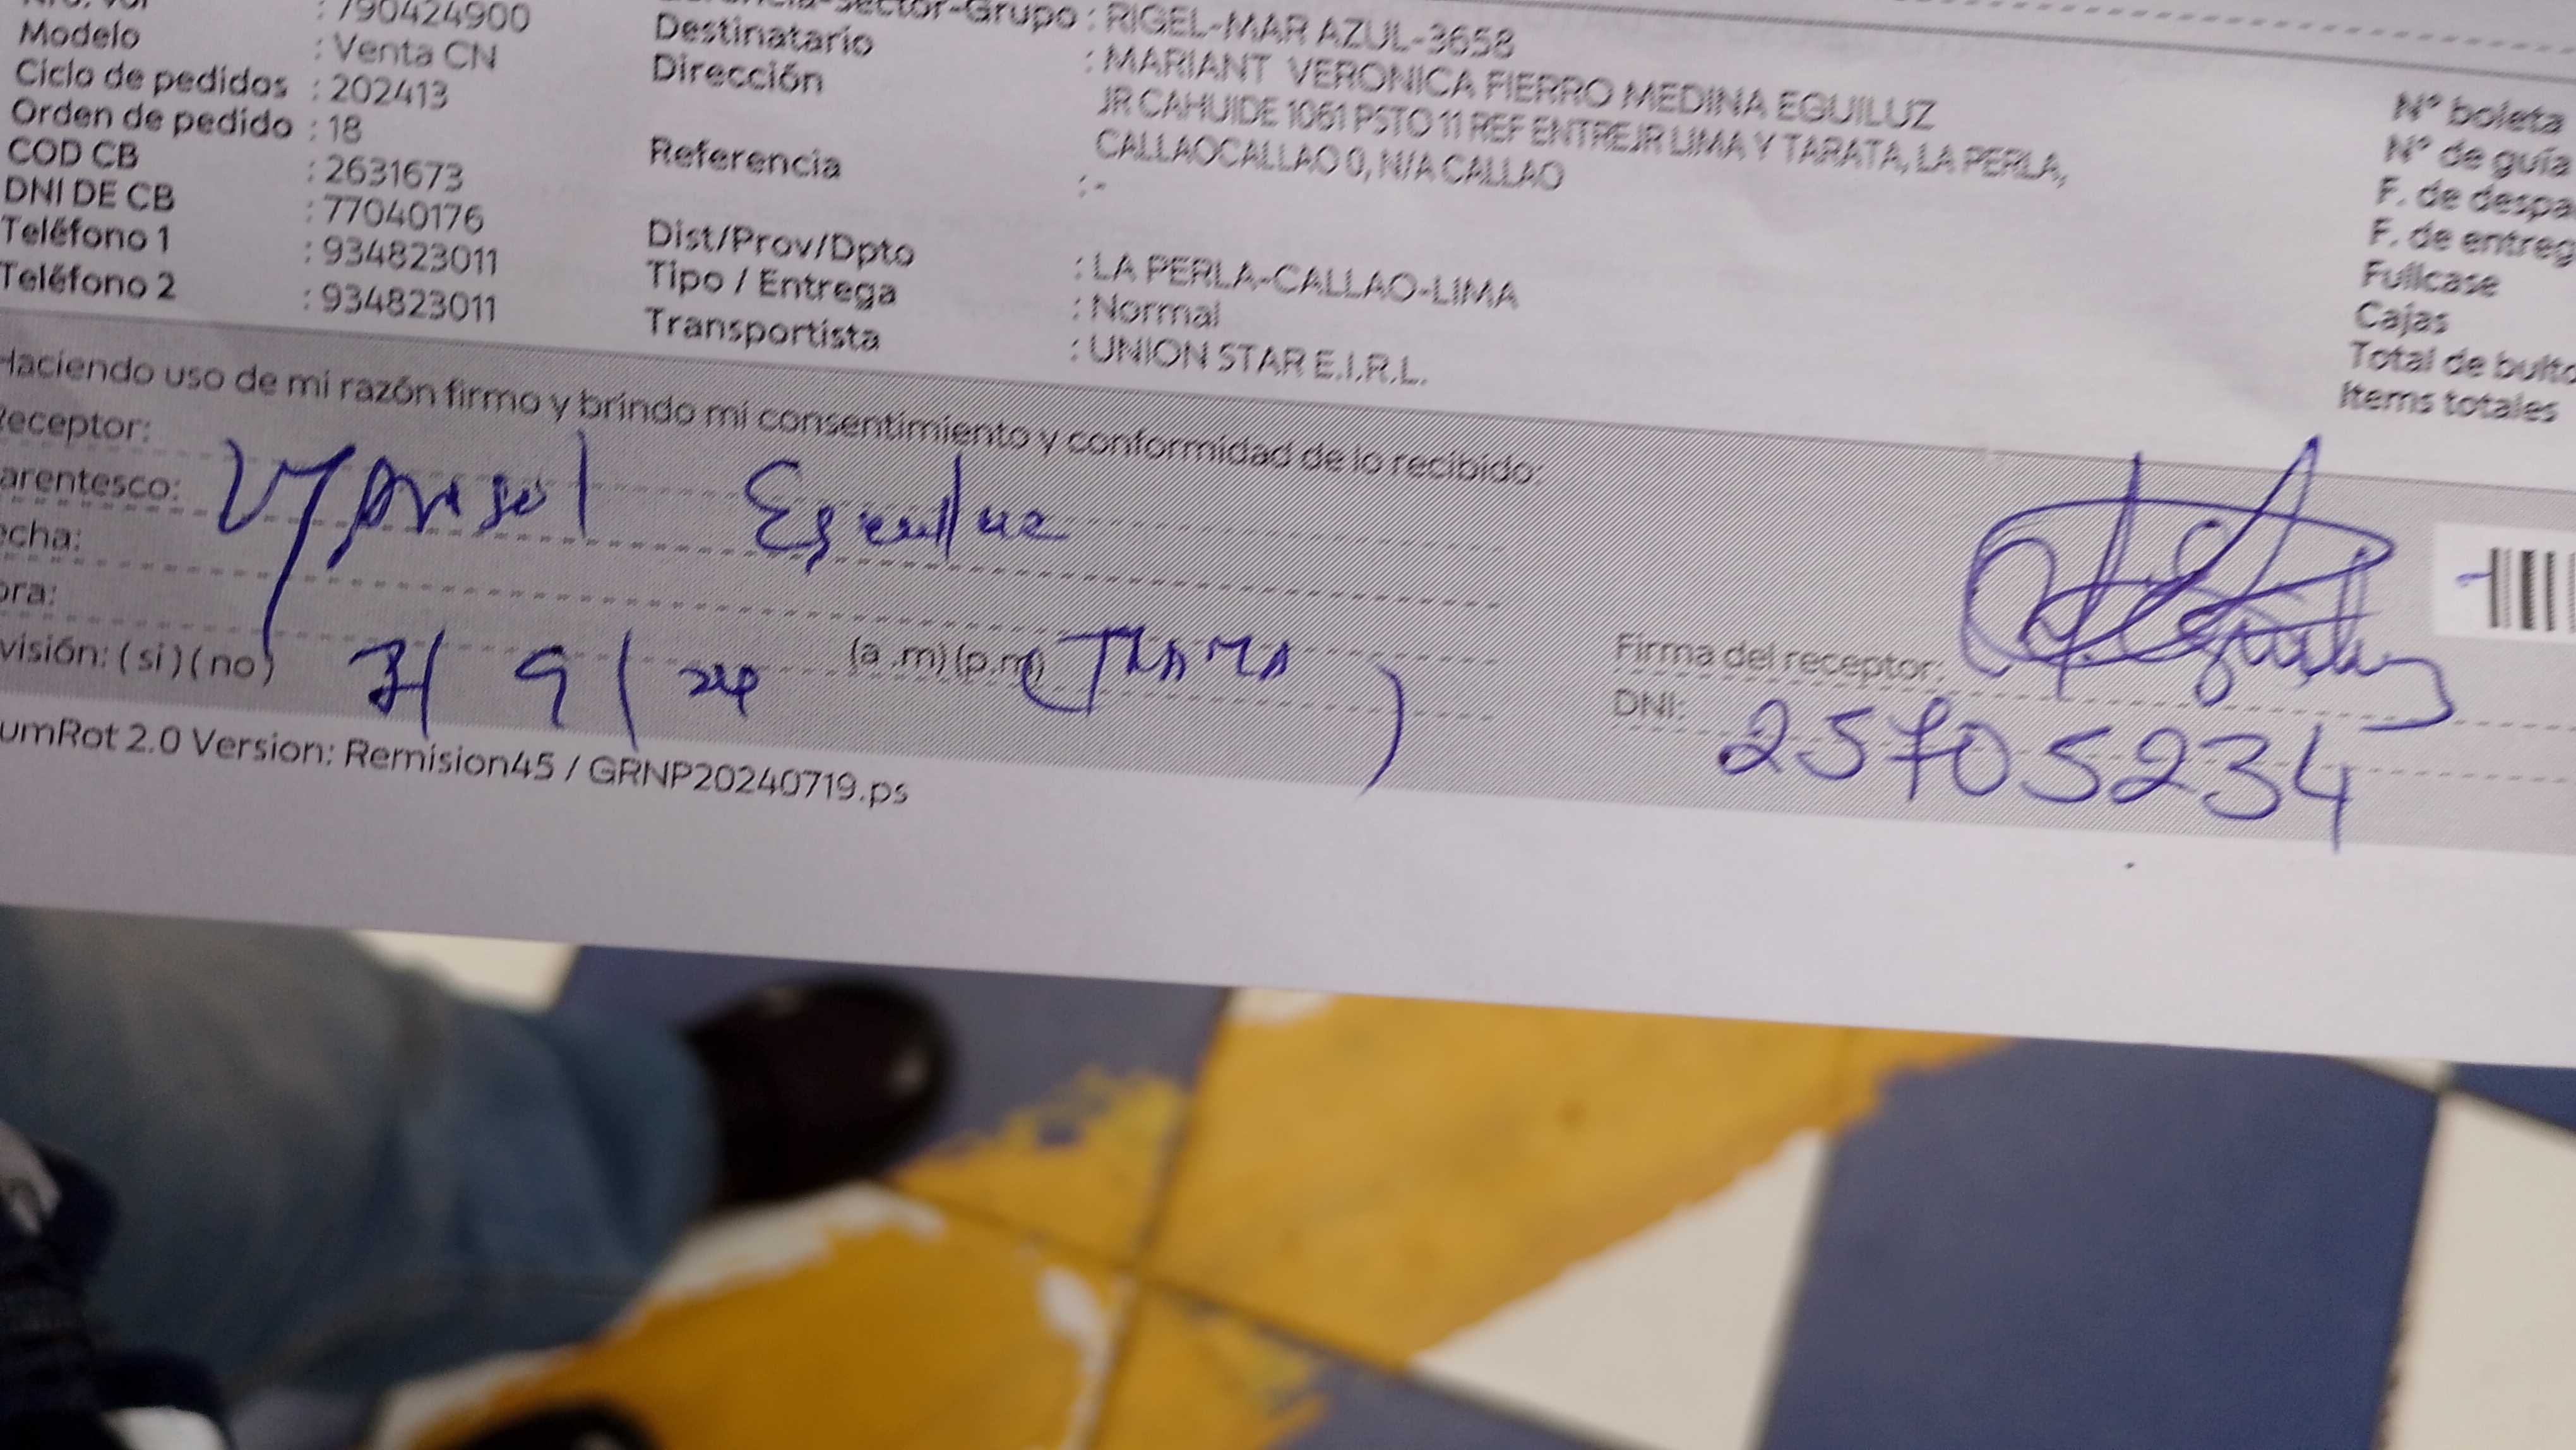 : 790424900
Modelo : Venta CN
Ciclo de pedidos : 202413
Orden de pedido : 18
COD CB : 2631673
DNI DE CB : 77040176
Teléfono 1 : 934823011
Teléfono 2 : 934823011
-Sector-Grupo : RIGEL-MAR AZUL-3658
Destinatario : MARIANT VERONICA FIERRO MEDINA EGUILUZ
Dirección JR CAHUIDE 1061 PSTO 11 REF ENTRE JR LIMA Y TARATA, LA PERLA,
CALLAOCALLAO 0, N/A CALLAO
Referencia : -
Dist/Prov/Dpto : LA PERLA-CALLAO-LIMA
Tipo / Entrega : Normal
Transportista : UNION STAR E.I.R.L.
N° boleta
N° de guía
F. de despa
F. de entreg
Fullcase
Cajas
Total de bulto
Items totales
Haciendo uso de mi razón firmo y brindo mi consentimiento y conformidad de lo recibido:
Receptor:
arentesco:
echa:
ora:
visión: (si) (no) (a.m)(p.m)
Firma del receptor:
DNI: 25705234
umRot 2.0 Version: Remision45 / GRNP20240719.ps